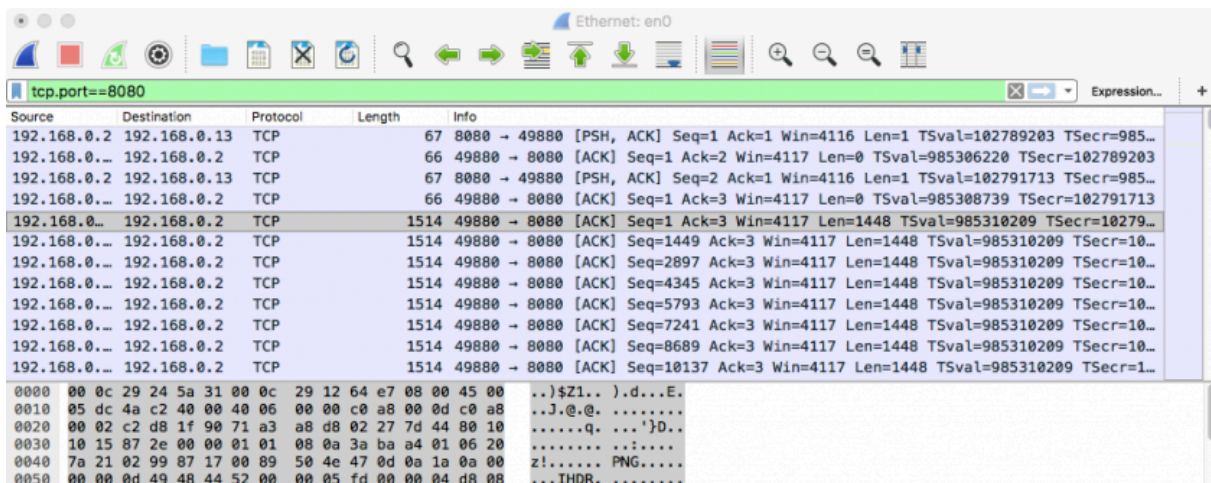 Ethernet: en0
tcp.port==8080
Expression... +
Source Destination Protocol Length Info
192.168.0.2 192.168.0.13 TCP 67 8080 → 49880 [PSH, ACK] Seq=1 Ack=1 Win=4116 Len=1 TSval=102789203 TSecr=985…
192.168.0.… 192.168.0.2 TCP 66 49880 → 8080 [ACK] Seq=1 Ack=2 Win=4117 Len=0 TSval=985306220 TSecr=102789203
192.168.0.2 192.168.0.13 TCP 67 8080 → 49880 [PSH, ACK] Seq=2 Ack=1 Win=4116 Len=1 TSval=102791713 TSecr=985…
192.168.0.… 192.168.0.2 TCP 66 49880 → 8080 [ACK] Seq=1 Ack=3 Win=4117 Len=0 TSval=985308739 TSecr=102791713
192.168.0… 192.168.0.2 TCP 1514 49880 → 8080 [ACK] Seq=1 Ack=3 Win=4117 Len=1448 TSval=985310209 TSecr=10279…
192.168.0.… 192.168.0.2 TCP 1514 49880 → 8080 [ACK] Seq=1449 Ack=3 Win=4117 Len=1448 TSval=985310209 TSecr=10…
192.168.0.… 192.168.0.2 TCP 1514 49880 → 8080 [ACK] Seq=2897 Ack=3 Win=4117 Len=1448 TSval=985310209 TSecr=10…
192.168.0.… 192.168.0.2 TCP 1514 49880 → 8080 [ACK] Seq=4345 Ack=3 Win=4117 Len=1448 TSval=985310209 TSecr=10…
192.168.0.… 192.168.0.2 TCP 1514 49880 → 8080 [ACK] Seq=5793 Ack=3 Win=4117 Len=1448 TSval=985310209 TSecr=10…
192.168.0.… 192.168.0.2 TCP 1514 49880 → 8080 [ACK] Seq=7241 Ack=3 Win=4117 Len=1448 TSval=985310209 TSecr=10…
192.168.0.… 192.168.0.2 TCP 1514 49880 → 8080 [ACK] Seq=8689 Ack=3 Win=4117 Len=1448 TSval=985310209 TSecr=10…
192.168.0.… 192.168.0.2 TCP 1514 49880 → 8080 [ACK] Seq=10137 Ack=3 Win=4117 Len=1448 TSval=985310209 TSecr=1…
0000 00 0c 29 24 5a 31 00 0c 29 12 64 e7 08 00 45 00 ..)$Z1.. ).d...E.
0010 05 dc 4a c2 40 00 40 06 00 00 c0 a8 00 0d c0 a8 ..J.@.@. ........
0020 00 02 c2 d8 1f 90 71 a3 a8 d8 02 27 7d 44 80 10 ......q. ...'}D..
0030 10 15 87 2e 00 00 01 01 08 0a 3a ba a4 01 06 20 ........ ..:.... 
0040 7a 21 02 99 87 17 00 89 50 4e 47 0d 0a 1a 0a 00 z!...... PNG.....
0050 00 00 0d 49 48 44 52 00 00 05 fd 00 00 04 d8 08 ...IHDR. ........